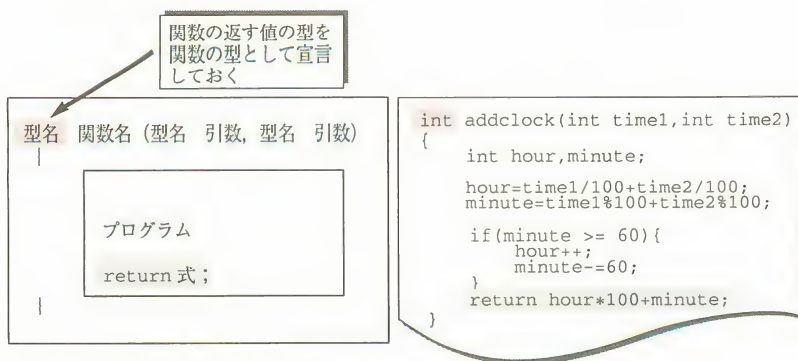 関数の返す値の型を
関数の型として宣言
しておく
型名 関数名 (型名 引数, 型名 引数)
{
プログラム
return 式;
}
int addclock(int time1,int time2)
{
int hour,minute;
hour=time1/100+time2/100;
minute=time1%100+time2%100;
if(minute >= 60){
hour++;
minute-=60;
}
return hour*100+minute;
}